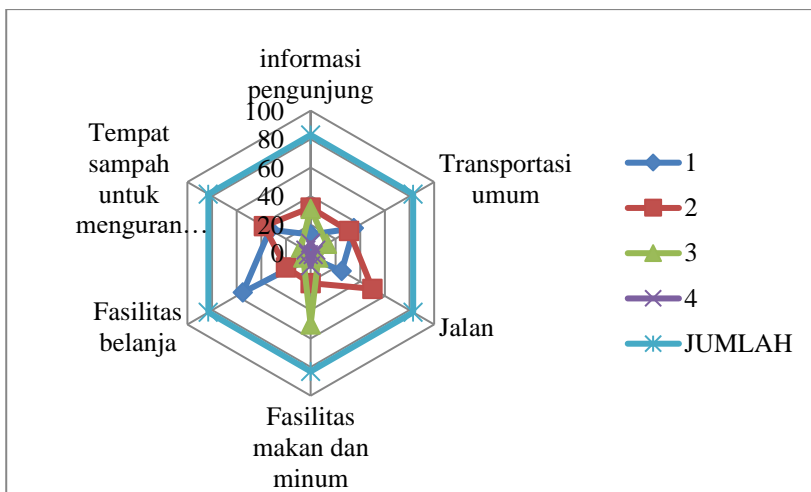 informasi
pengunjung
100
80
60
40
20
0
Transportasi
umum
Jalan
Fasilitas
makan dan
minum
Fasilitas
belanja
Tempat
sampah
untuk
menguran…
1
2
3
4
JUMLAH